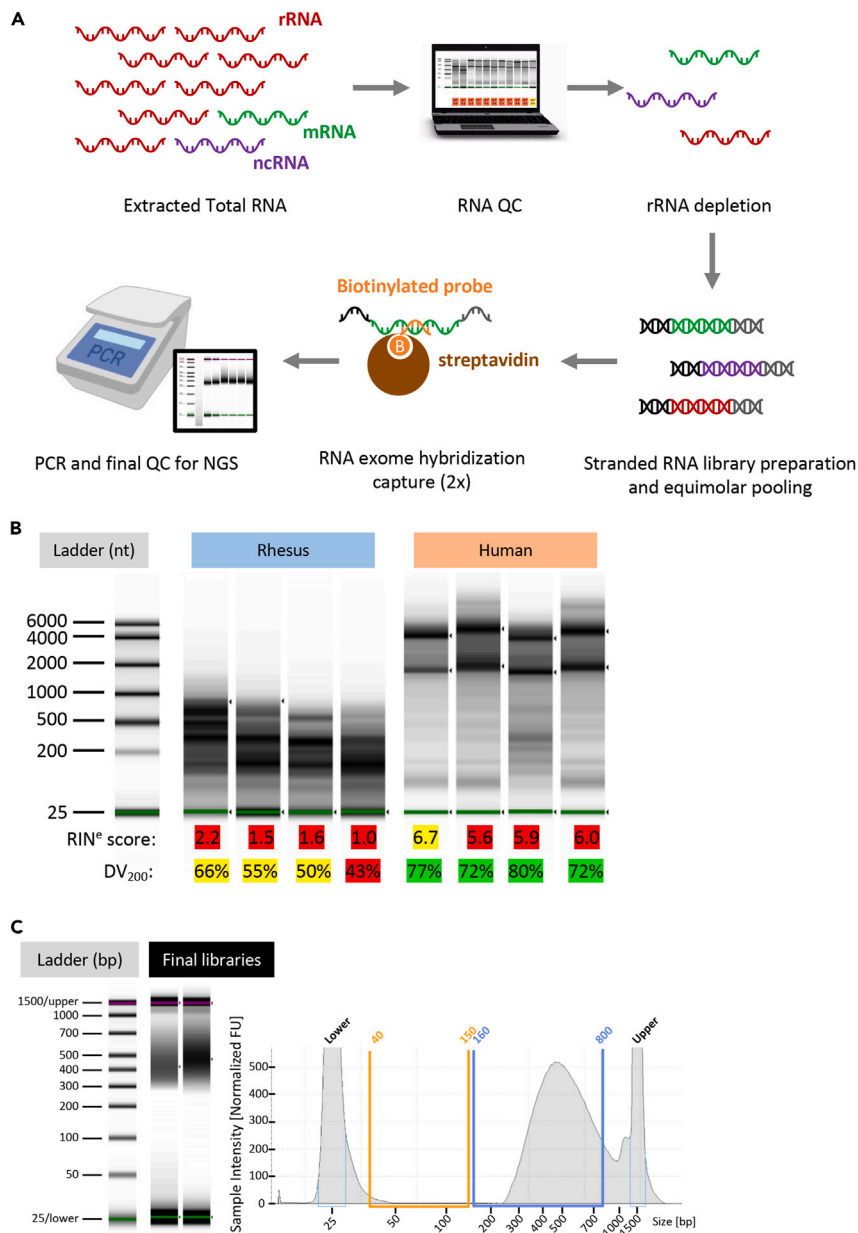 A
rRNA
mRNA
ncRNA
Extracted Total RNA
RNA QC
rRNA depletion
Biotinylated probe
B
streptavidin
PCR
PCR and final QC for NGS
RNA exome hybridization
capture (2x)
Stranded RNA library preparation
and equimolar pooling
B
Ladder (nt)
Rhesus
Human
6000
4000
2000
1000
500
200
25
RINe score:
2.2 1.5 1.6 1.0 6.7 5.6 5.9 6.0
DV200:
66% 55% 50% 43% 77% 72% 80% 72%
C
Ladder (bp)
Final libraries
1500/upper
1000
700
500
400
300
200
100
50
25/lower
Sample Intensity [Normalized FU]
500
400
300
200
100
0
Lower
40
150
160
800
Upper
25 50 100 200 300 400 500 700 1000 1500 Size [bp]